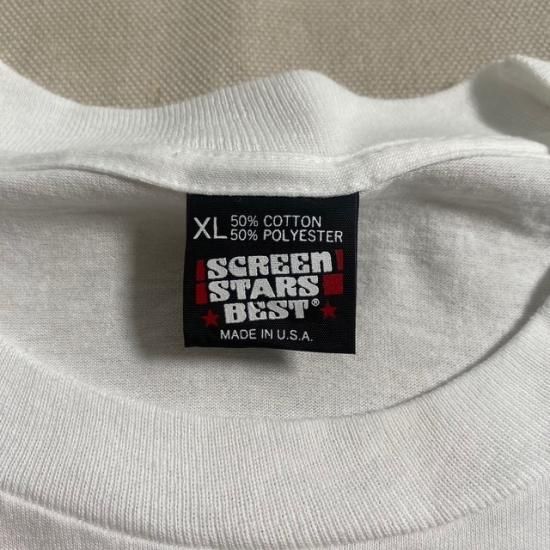 XL 50% COTTON
50% POLYESTER
SCREEN
STARS
BEST®
MADE IN U.S.A.